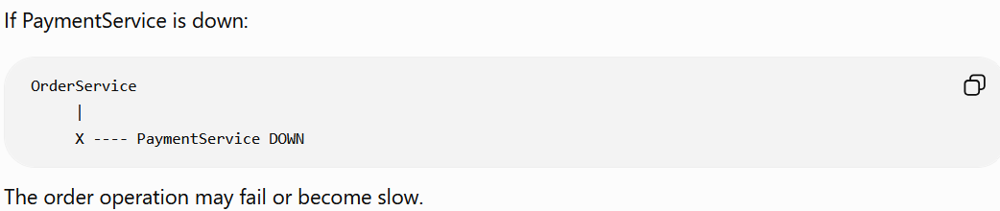 If PaymentService is down:
OrderService
|
X ---- PaymentService DOWN
The order operation may fail or become slow.